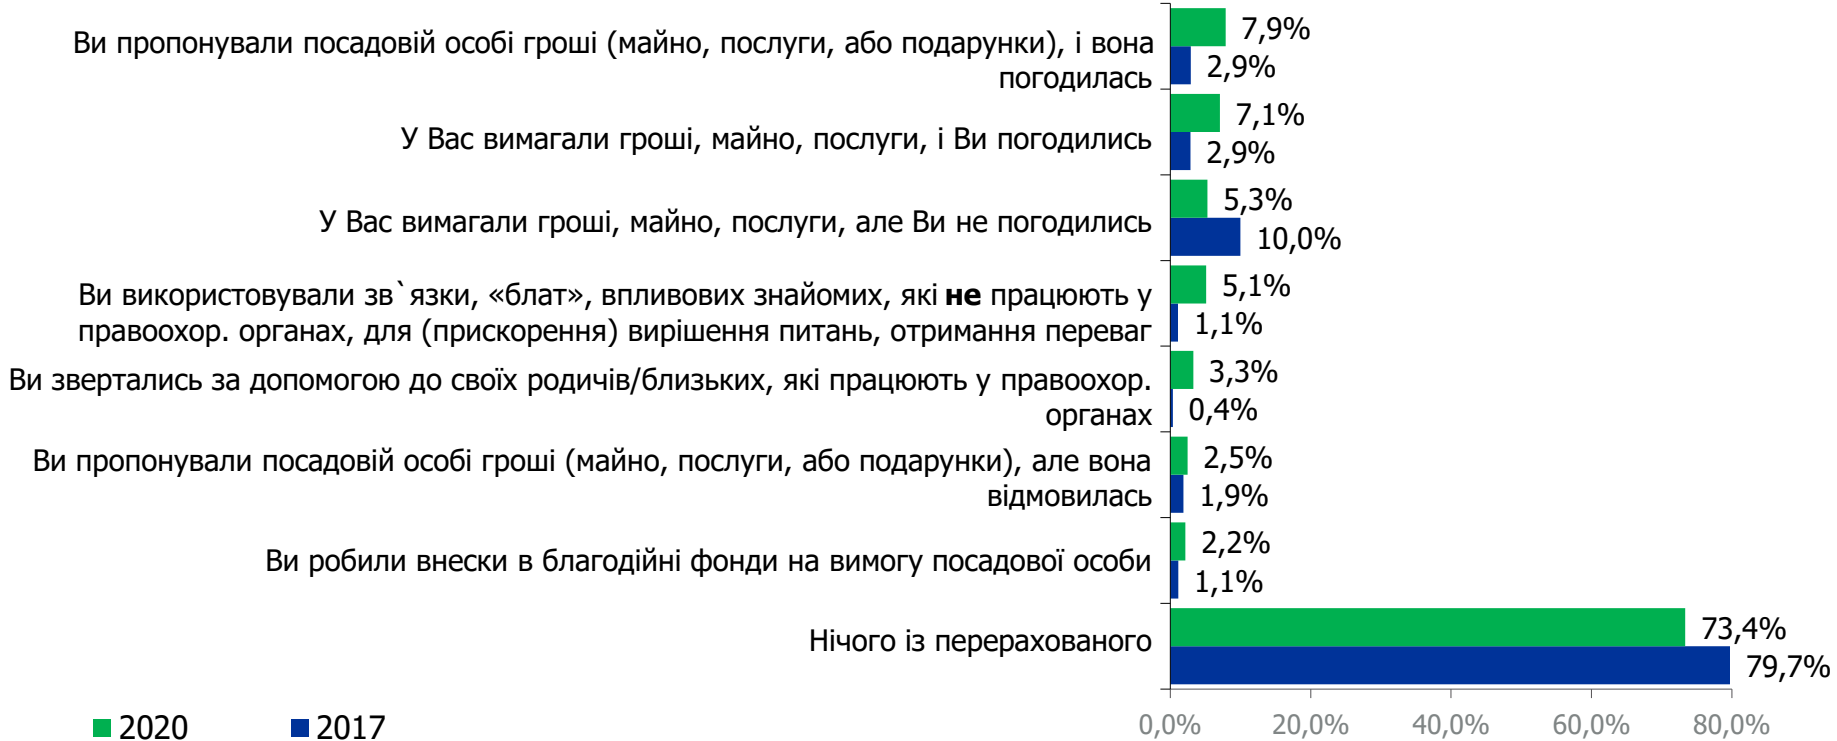 Ви пропонували посадовій особі гроші (майно, послуги, або подарунки), і вона
погодилась
7,9%
2,9%
У Вас вимагали гроші, майно, послуги, і Ви погодились
7,1%
2,9%
У Вас вимагали гроші, майно, послуги, але Ви не погодились
5,3%
10,0%
Ви використовували зв`язки, «блат», впливових знайомих, які не працюють у
правоохор. органах, для (прискорення) вирішення питань, отримання переваг
5,1%
1,1%
Ви звертались за допомогою до своїх родичів/близьких, які працюють у правоохор.
органах
3,3%
0,4%
Ви пропонували посадовій особі гроші (майно, послуги, або подарунки), але вона
відмовилась
2,5%
1,9%
Ви робили внески в благодійні фонди на вимогу посадової особи
2,2%
1,1%
Нічого із перерахованого
73,4%
79,7%
0,0% 20,0% 40,0% 60,0% 80,0%
2020 2017